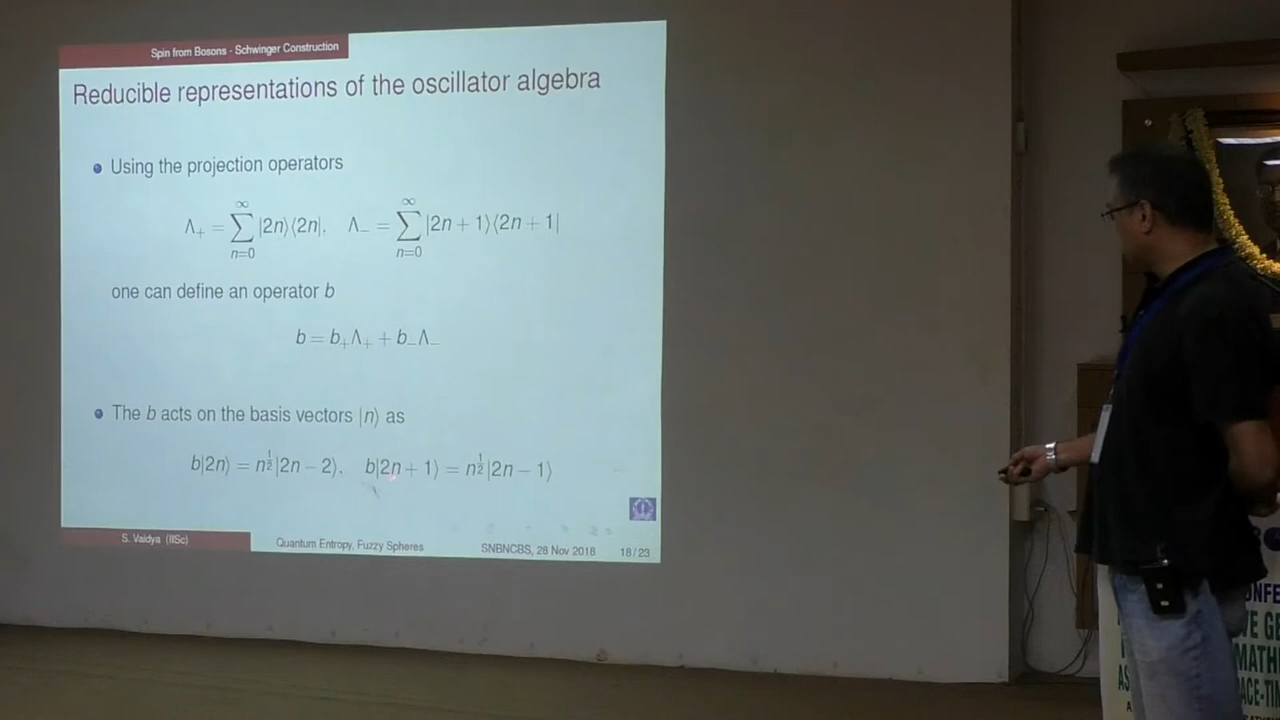 Spin from Bosons - Schwinger Construction
Reducible representations of the oscillator algebra
Using the projection operators
Λ₊ = ∑_{n=0}^{∞} |2n⟩⟨2n|, Λ₋ = ∑_{n=0}^{∞} |2n + 1⟩⟨2n + 1|
one can define an operator b
b = b₊Λ₊ + b₋Λ₋
The b acts on the basis vectors |n⟩ as
b|2n⟩ = n^{1/2}|2n − 2⟩, b|2n + 1⟩ = n^{1/2}|2n − 1⟩
S. Vaidya (IISc)
Quantum Entropy, Fuzzy Spheres
SNBNCBS, 28 Nov 2018
18/23